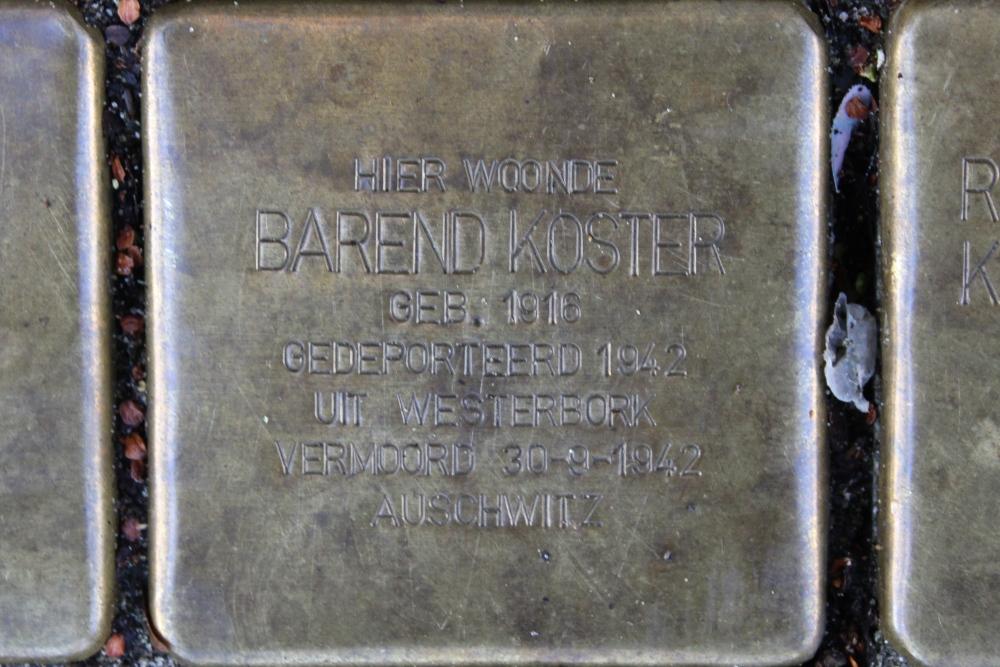 HIER WOONDE
BAREND KOSTER
GEB. 1916
GEDEPORTEERD 1942
UIT WESTERBORK
VERMOORD 30-9-1942
AUSCHWITZ
R
K